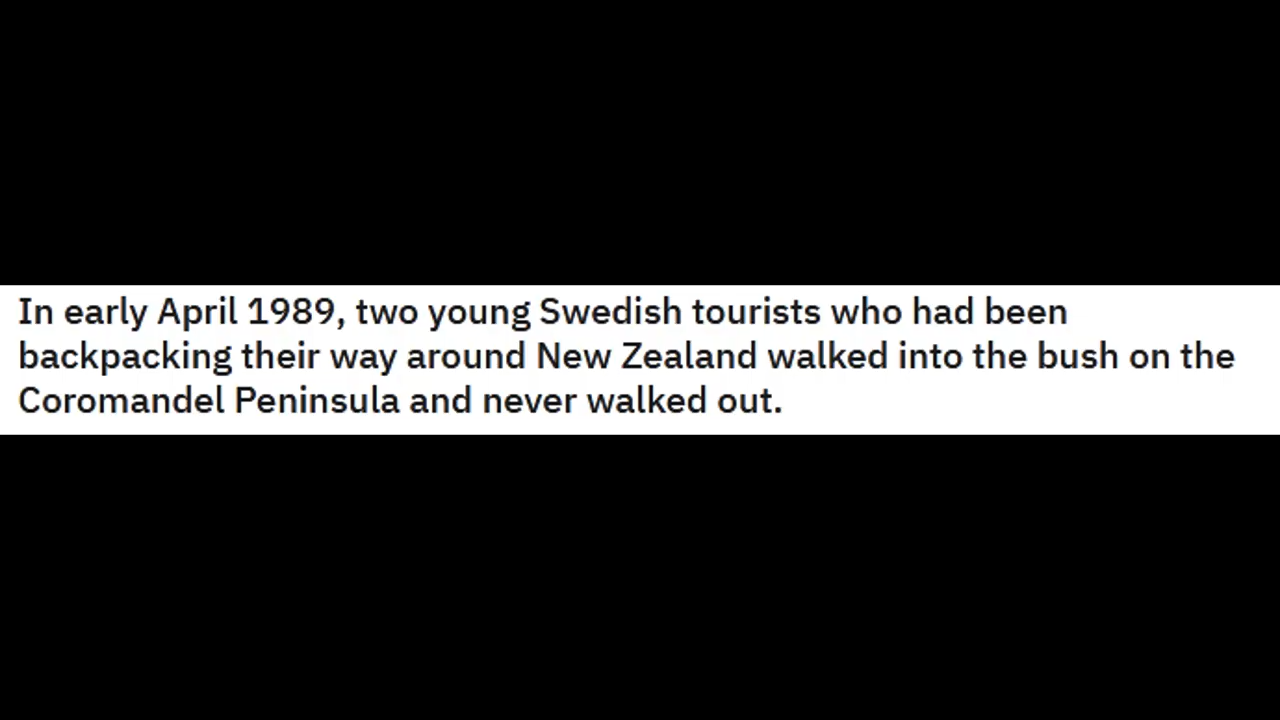 In early April 1989, two young Swedish tourists who had been
backpacking their way around New Zealand walked into the bush on the
Coromandel Peninsula and never walked out.